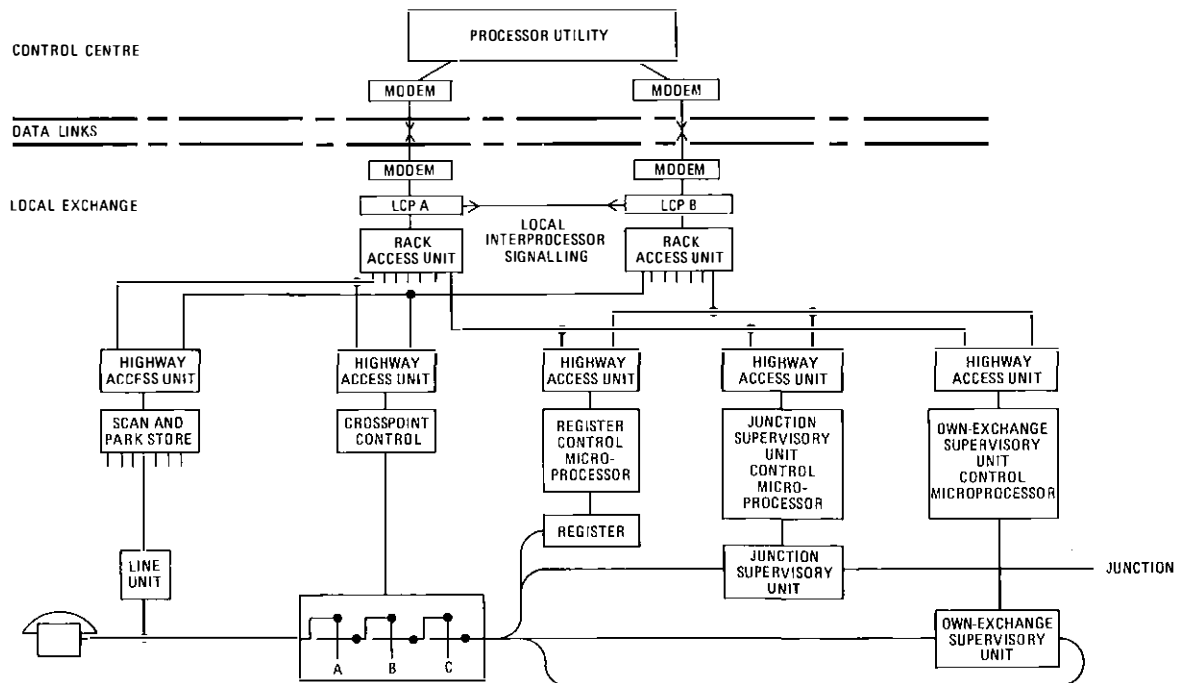 PROCESSOR UTILITY
CONTROL CENTRE
MODEM
MODEM
DATA LINKS
MODEM
MODEM
LOCAL EXCHANGE
LCP A
LCP B
LOCAL
INTERPROCESSOR
SIGNALLING
RACK
ACCESS UNIT
RACK
ACCESS UNIT
HIGHWAY
ACCESS UNIT
HIGHWAY
ACCESS UNIT
HIGHWAY
ACCESS UNIT
HIGHWAY
ACCESS UNIT
HIGHWAY
ACCESS UNIT
SCAN AND
PARK STORE
CROSSPOINT
CONTROL
REGISTER
CONTROL
MICRO-
PROCESSOR
JUNCTION
SUPERVISORY
UNIT
CONTROL
MICRO-
PROCESSOR
OWN-EXCHANGE
SUPERVISORY
UNIT
CONTROL
MICROPROCESSOR
REGISTER
LINE
UNIT
JUNCTION
SUPERVISORY
UNIT
JUNCTION
OWN-EXCHANGE
SUPERVISORY
UNIT
A
B
C